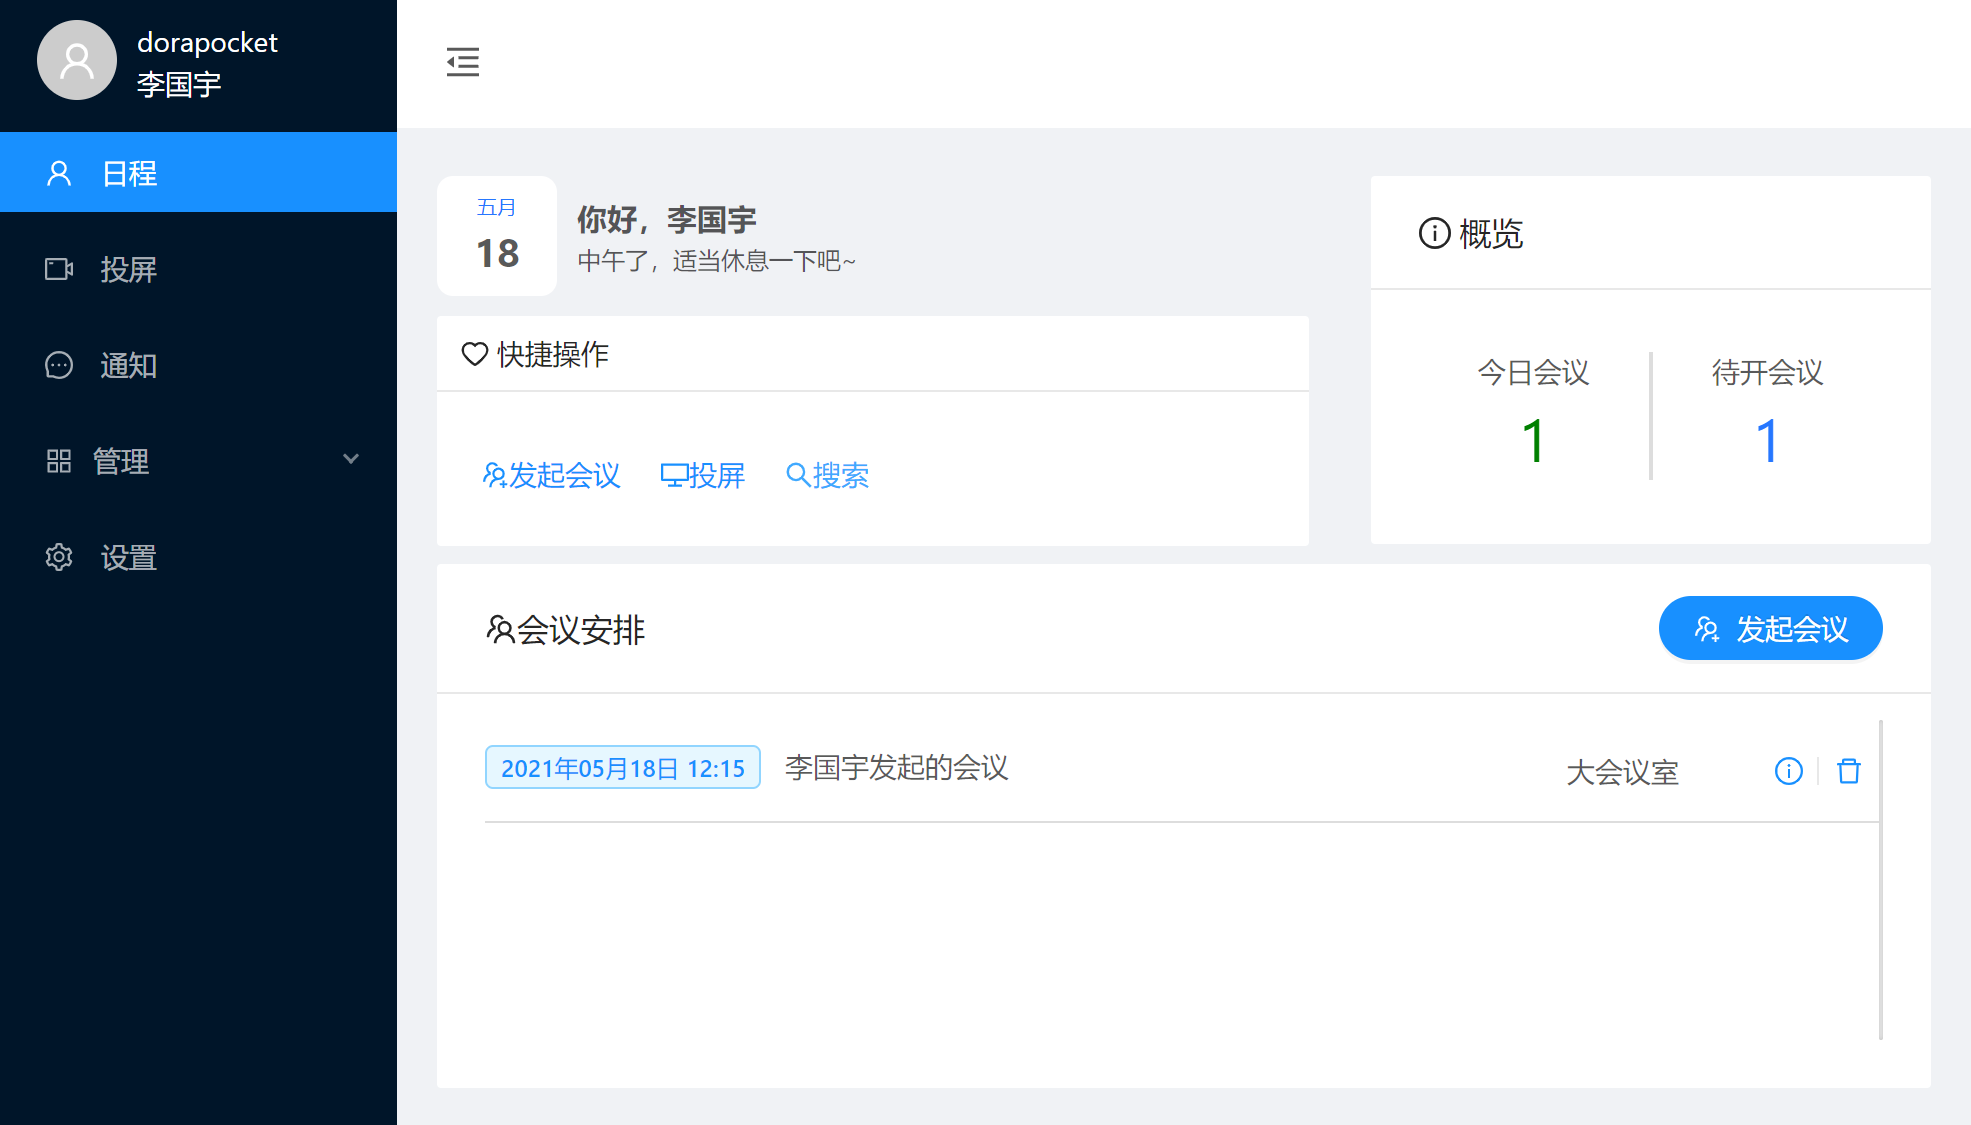 dorapocket
李国宇
日程
投屏
通知
管理
设置
五月
18
你好，李国宇
中午了，适当休息一下吧~
快捷操作
发起会议 投屏 搜索
概览
今日会议 待开会议
1 1
会议安排
发起会议
2021年05月18日 12:15 李国宇发起的会议 大会议室